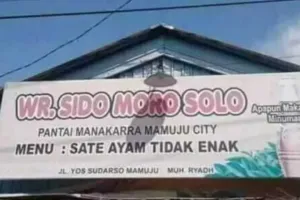 WR. SIDO MORO SOLO
PANTAI MANAKARRA MAMUJU CITY
MENU : SATE AYAM TIDAK ENAK
JL. YOS SUDARSO MAMUJU MUH. RYADH
Apapun Maka
Minuman